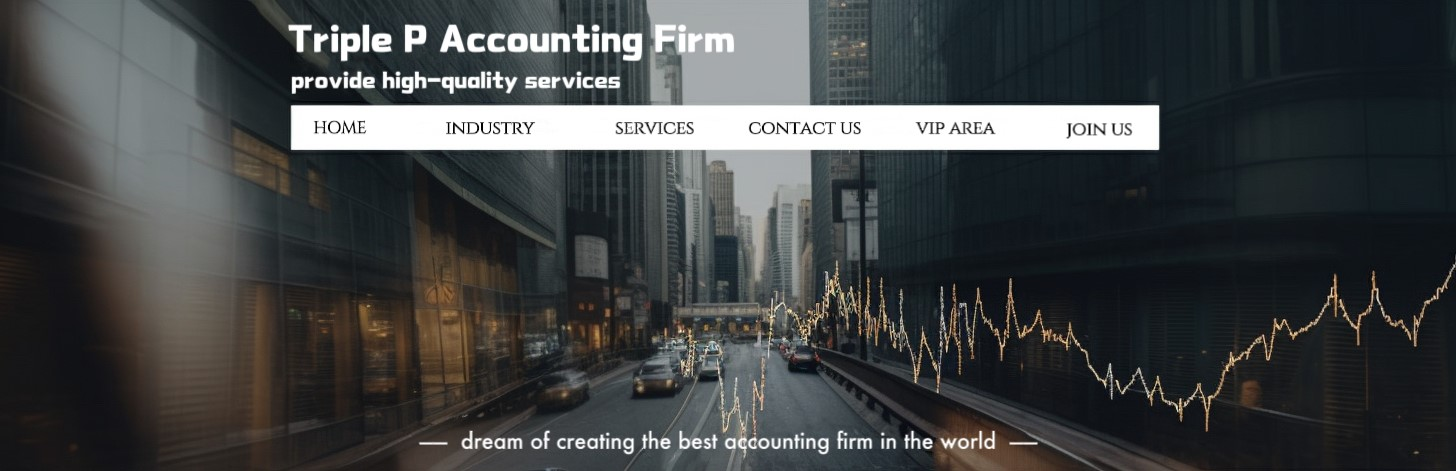 Triple P Accounting Firm
provide high-quality services
HOME INDUSTRY SERVICES CONTACT US VIP AREA JOIN US
— dream of creating the best accounting firm in the world —